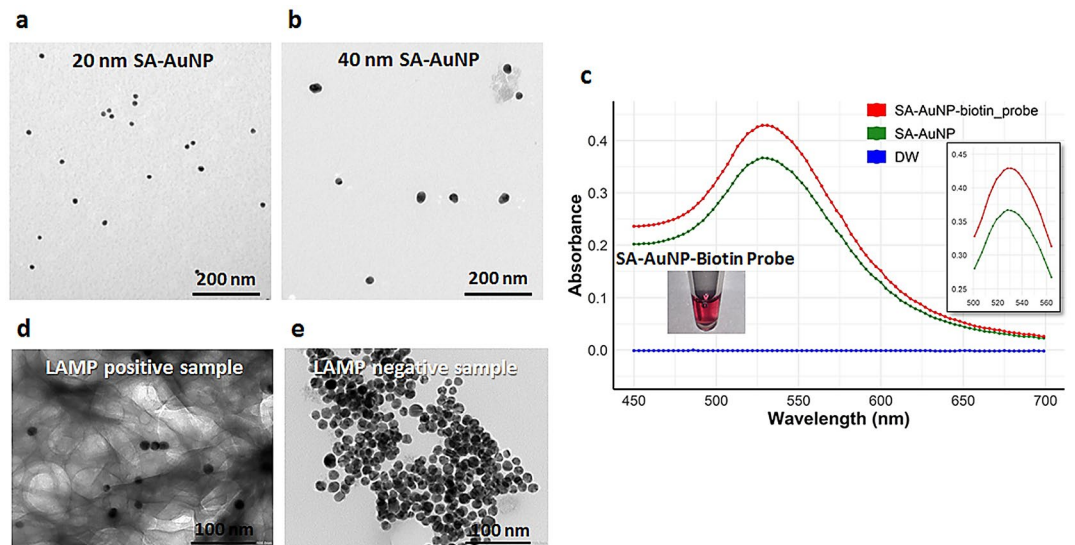 a
20 nm SA-AuNP
200 nm
b
40 nm SA-AuNP
200 nm
c
SA-AuNP-biotin_probe
SA-AuNP
DW
Absorbance
0.4
0.3
0.2
0.1
0.0
450 500 550 600 650 700
Wavelength (nm)
SA-AuNP-Biotin Probe
0.45
0.40
0.35
0.30
0.25
500 520 540 560
d
LAMP positive sample
100 nm
e
LAMP negative sample
100 nm